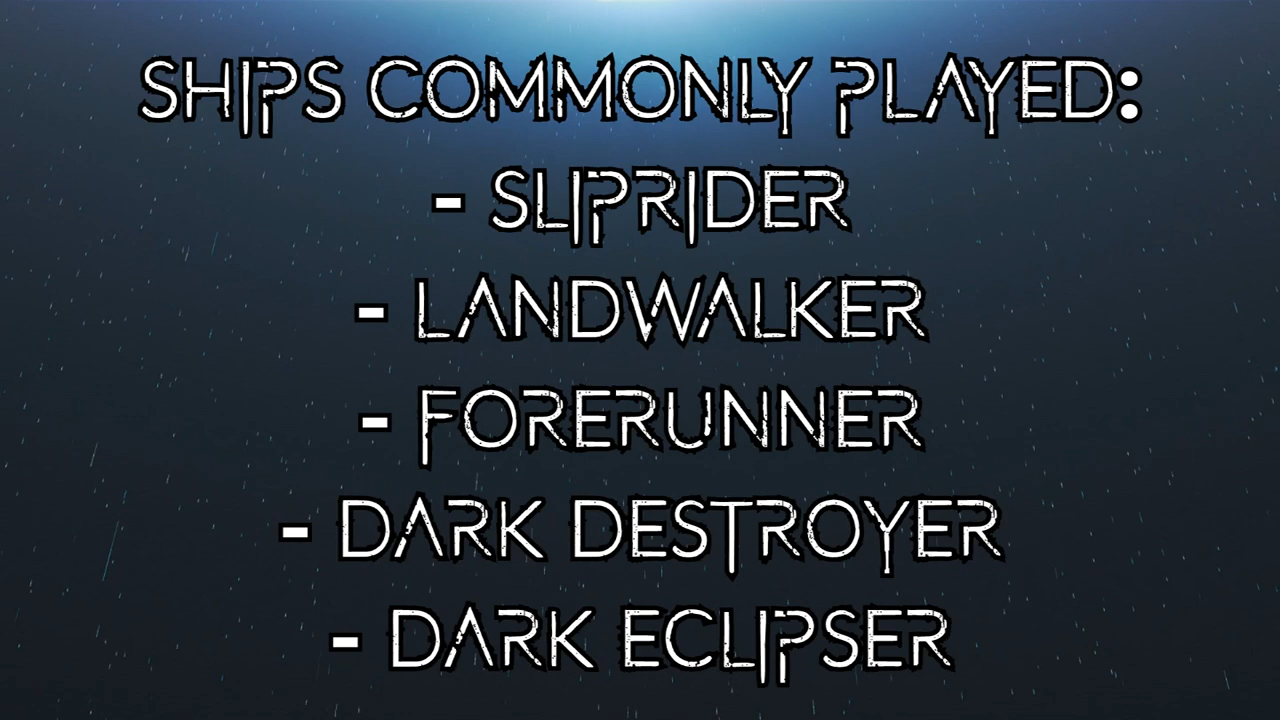 SHIPS COMMONLY PLAYED:
- SLIPRIDER
- LANDWALKER
- FORERUNNER
- DARK DESTROYER
- DARK ECLIPSER